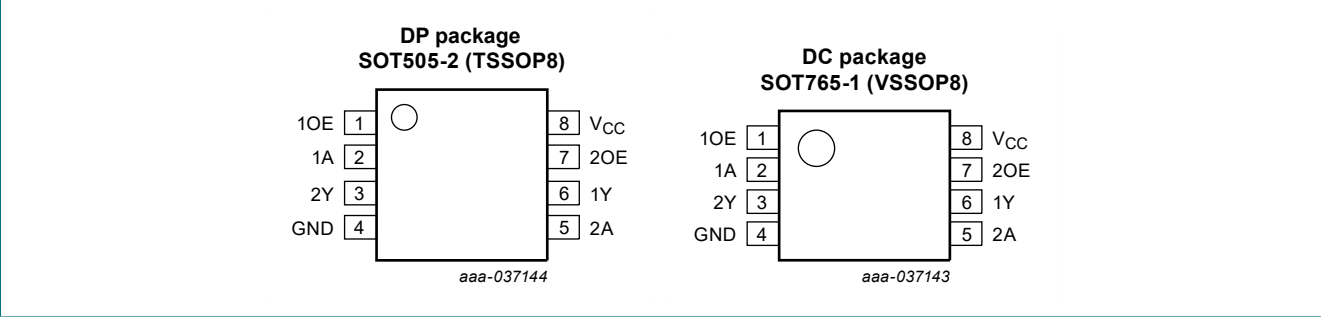 DP package
SOT505-2 (TSSOP8)
1OE 1 8 VCC
1A 2 7 2OE
2Y 3 6 1Y
GND 4 5 2A
aaa-037144
DC package
SOT765-1 (VSSOP8)
1OE 1 8 VCC
1A 2 7 2OE
2Y 3 6 1Y
GND 4 5 2A
aaa-037143